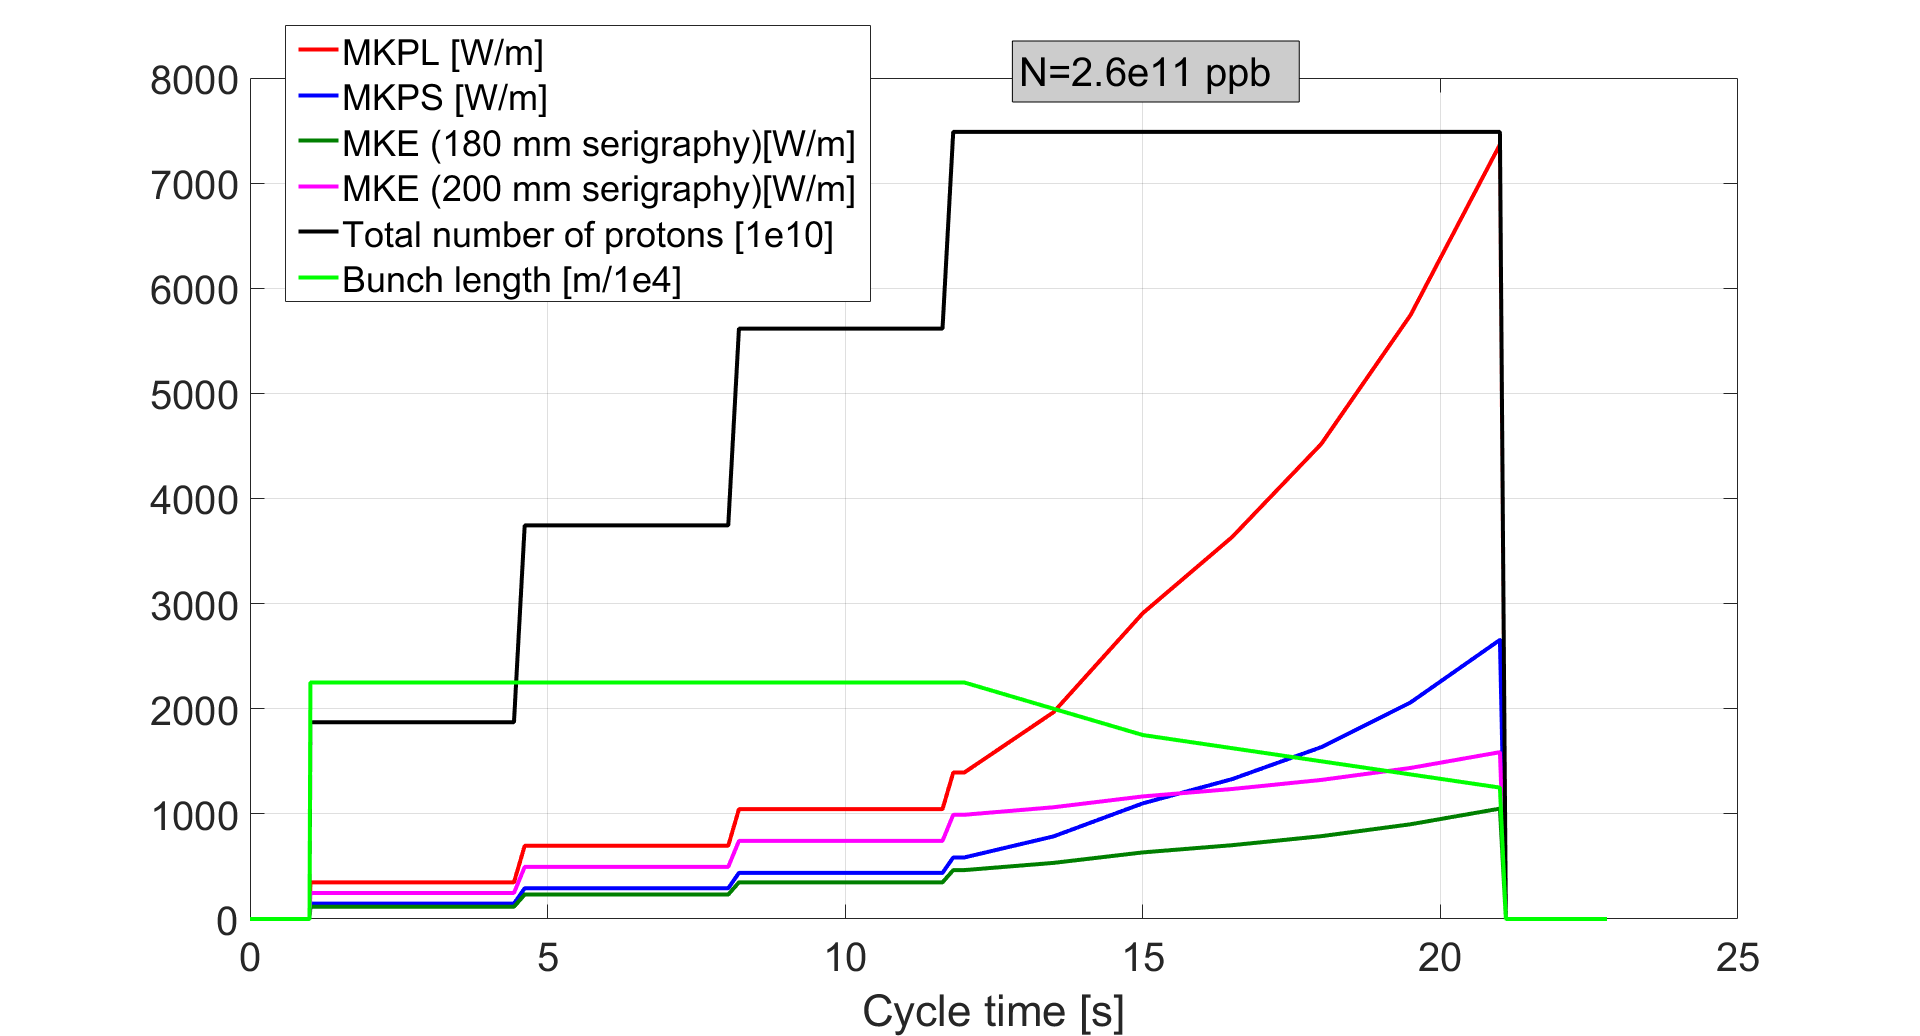 MKPL [W/m]
MKPS [W/m]
MKE (180 mm serigraphy)[W/m]
MKE (200 mm serigraphy)[W/m]
Total number of protons [1e10]
Bunch length [m/1e4]
N=2.6e11 ppb
8000
7000
6000
5000
4000
3000
2000
1000
0
0 5 10 15 20 25
Cycle time [s]